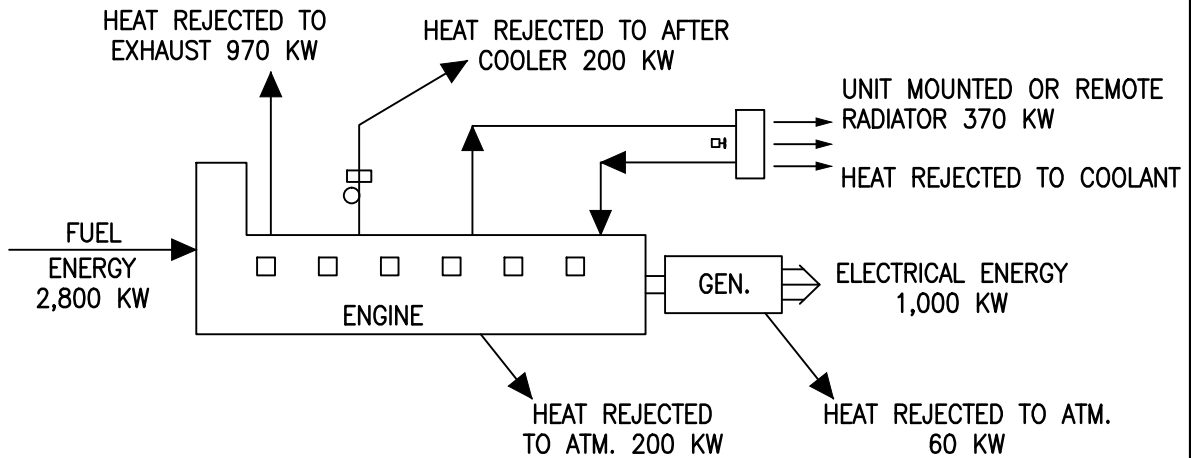 HEAT REJECTED TO
EXHAUST 970 KW
HEAT REJECTED TO AFTER
COOLER 200 KW
UNIT MOUNTED OR REMOTE
RADIATOR 370 KW
HEAT REJECTED TO COOLANT
FUEL
ENERGY
2,800 KW
ENGINE
GEN.
ELECTRICAL ENERGY
1,000 KW
HEAT REJECTED
TO ATM. 200 KW
HEAT REJECTED TO ATM.
60 KW